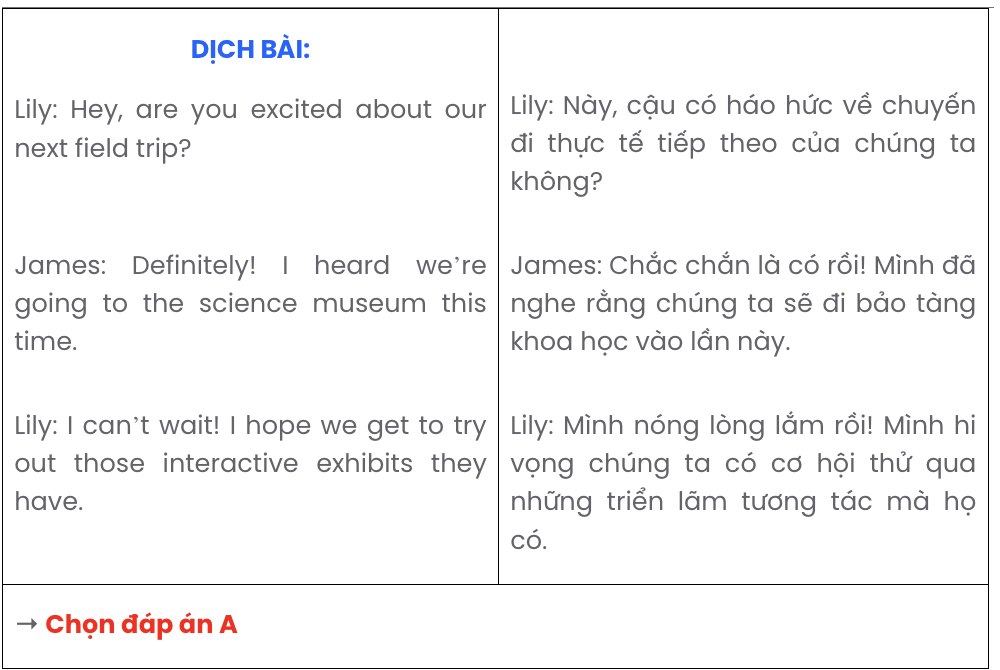 DỊCH BÀI:
Lily: Hey, are you excited about our
next field trip?
James: Definitely! I heard we’re
going to the science museum this
time.
Lily: I can’t wait! I hope we get to try
out those interactive exhibits they
have.
Lily: Này, cậu có háo hức về chuyến
đi thực tế tiếp theo của chúng ta
không?
James: Chắc chắn là có rồi! Mình đã
nghe rằng chúng ta sẽ đi bảo tàng
khoa học vào lần này.
Lily: Mình nóng lòng lắm rồi! Mình hi
vọng chúng ta có cơ hội thử qua
những triển lãm tương tác mà họ
có.
→ Chọn đáp án A